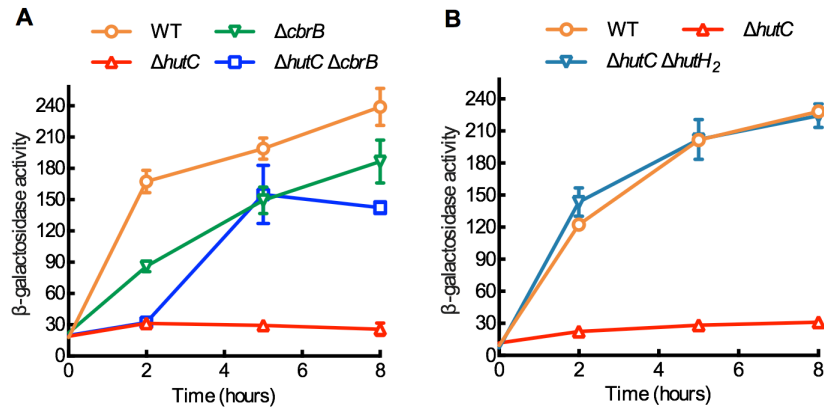 A
WT
ΔcbrB
ΔhutC
ΔhutC ΔcbrB
β-galactosidase activity
240
210
180
150
120
90
60
30
0
0 2 4 6 8
Time (hours)
B
WT
ΔhutC
ΔhutC ΔhutH₂
β-galactosidase activity
240
210
180
150
120
90
60
30
0
0 2 4 6 8
Time (hours)